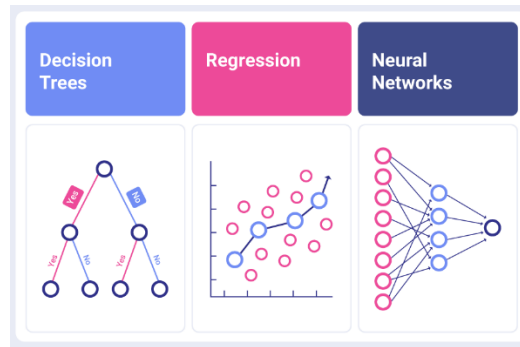 Decision
Trees
Regression
Neural
Networks
Yes
No
Yes
No
Yes
No